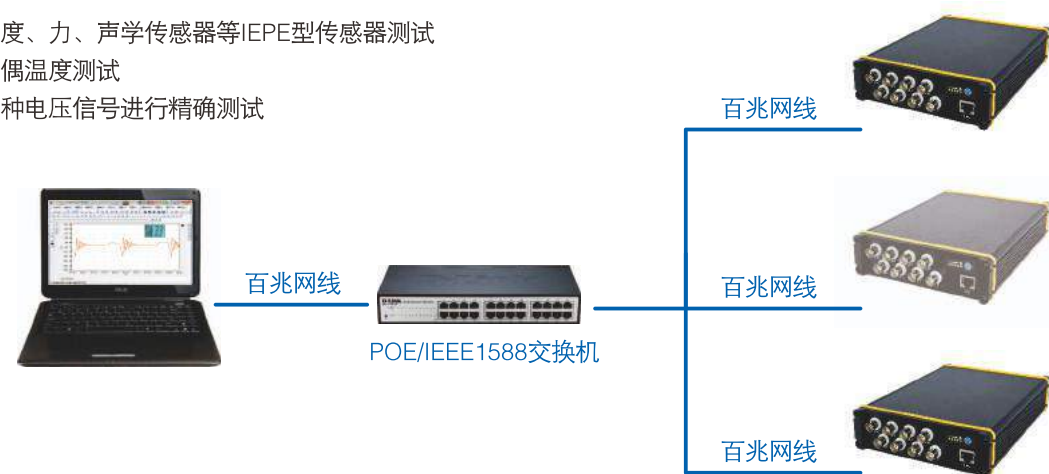 度、力、声学传感器等IEPE型传感器测试
偶温度测试
种电压信号进行精确测试
百兆网线
百兆网线
百兆网线
POE/IEEE1588交换机
百兆网线